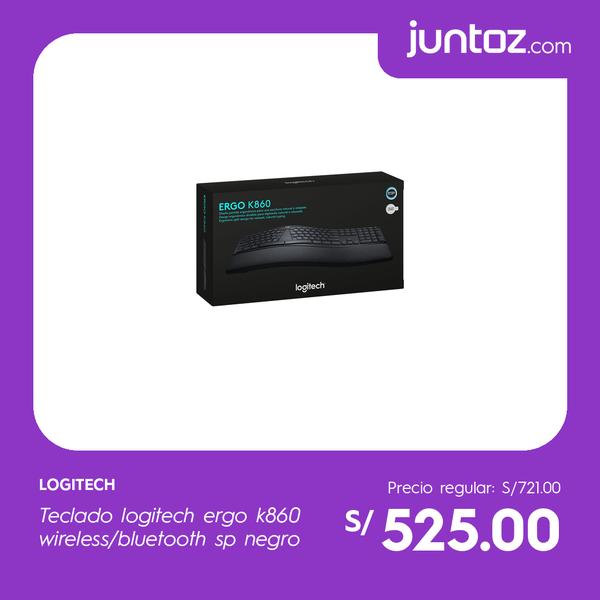 juntoz.com
logitech
ERGO K860
logitech
LOGITECH
Teclado logitech ergo k860
wireless/bluetooth sp negro
Precio regular: S/721.00
S/ 525.00